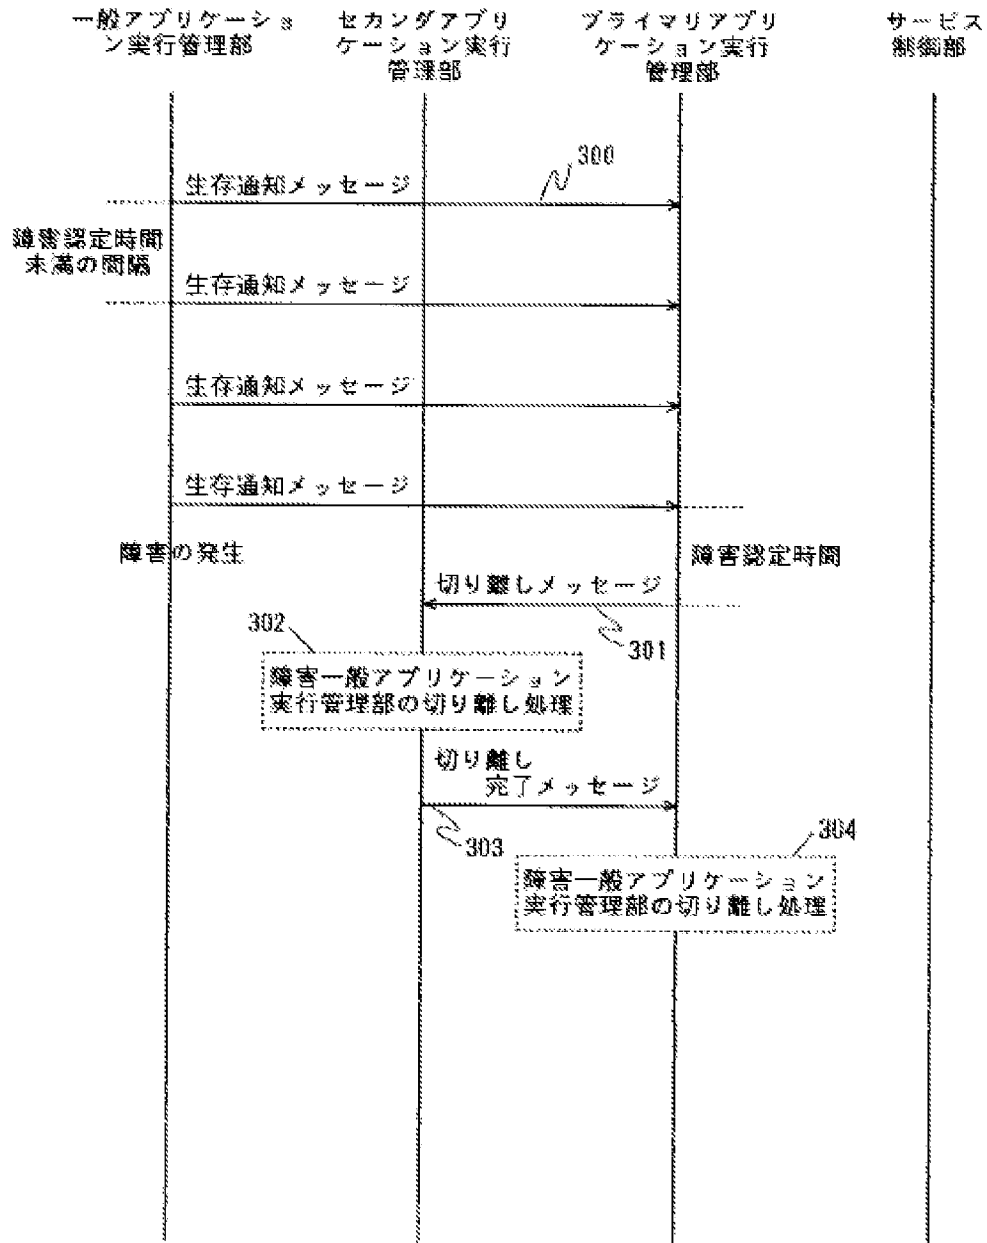 一般アプリケーショ
ン実行管理部
セカンダアプリ
ケーション実行
管理部
プライマリアプリ
ケーション実行
管理部
サービス
制御部
300
生存通知メッセージ
障害認定時間
未満の間隔
生存通知メッセージ
生存通知メッセージ
生存通知メッセージ
障害の発生
障害認定時間
切り離しメッセージ
301
302
障害一般アプリケーション
実行管理部の切り離し処理
切り離し
完了メッセージ
303
304
障害一般アプリケーション
実行管理部の切り離し処理